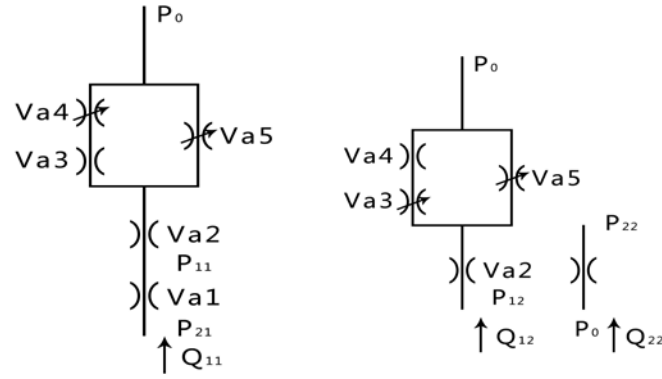 P₀
Va4
Va5
Va3
Va2
P₁₁
Va1
P₂₁
Q₁₁
P₀
Va4
Va3
Va5
Va2
P₁₂
Q₁₂
P₂₂
P₀
Q₂₂